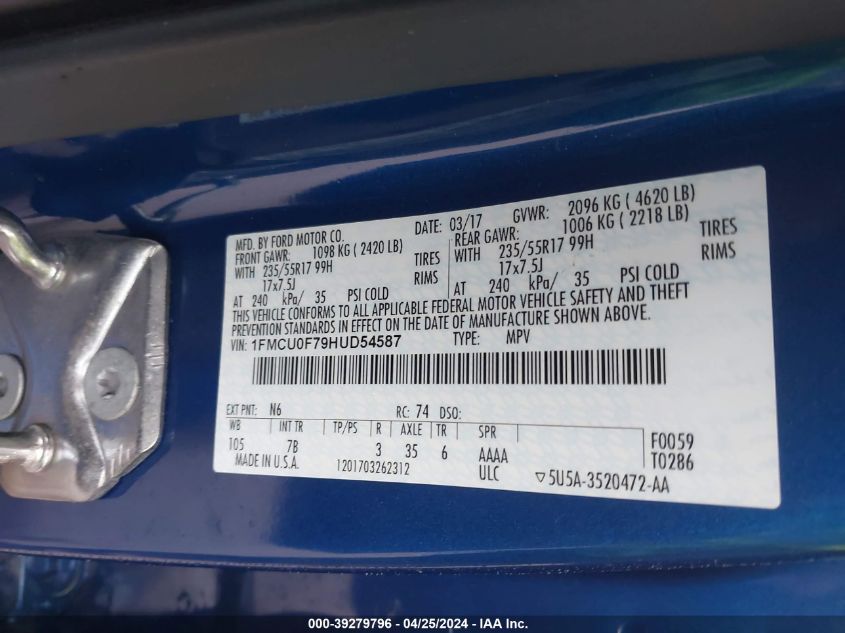 MFD. BY FORD MOTOR CO. DATE: 03/17 GVWR: 2096 KG ( 4620 LB)
FRONT GAWR: 1098 KG ( 2420 LB) REAR GAWR: 1006 KG ( 2218 LB)
WITH 235/55R17 99H TIRES WITH 235/55R17 99H TIRES
17x7.5J RIMS 17x7.5J RIMS
AT 240 kPa/ 35 PSI COLD AT 240 kPa/ 35 PSI COLD
THIS VEHICLE CONFORMS TO ALL APPLICABLE FEDERAL MOTOR VEHICLE SAFETY AND THEFT
PREVENTION STANDARDS IN EFFECT ON THE DATE OF MANUFACTURE SHOWN ABOVE.
VIN: 1FMCU0F79HUD54587 TYPE: MPV
EXT PNT: N6 RC: 74 DSO:
WB INT TR TP/PS R AXLE TR SPR
105 7B 3 35 6 AAAA F0059
MADE IN U.S.A. 1201703262312 ULC T0286
▽5U5A-3520472-AA
000-39279796 - 04/25/2024 - IAA Inc.